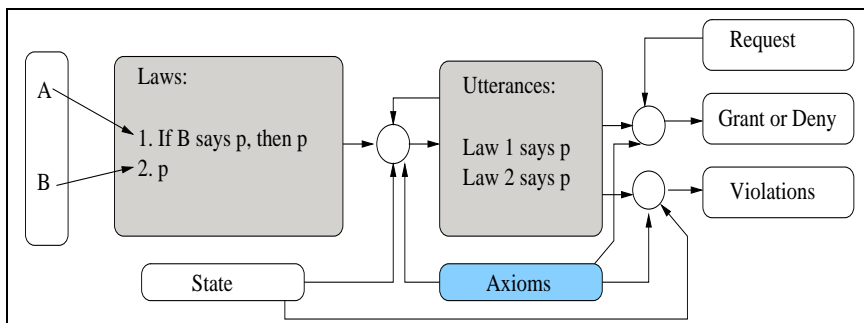 A
B
Laws:
1. If B says p, then p
2. p
Utterances:
Law 1 says p
Law 2 says p
Request
Grant or Deny
Violations
State
Axioms